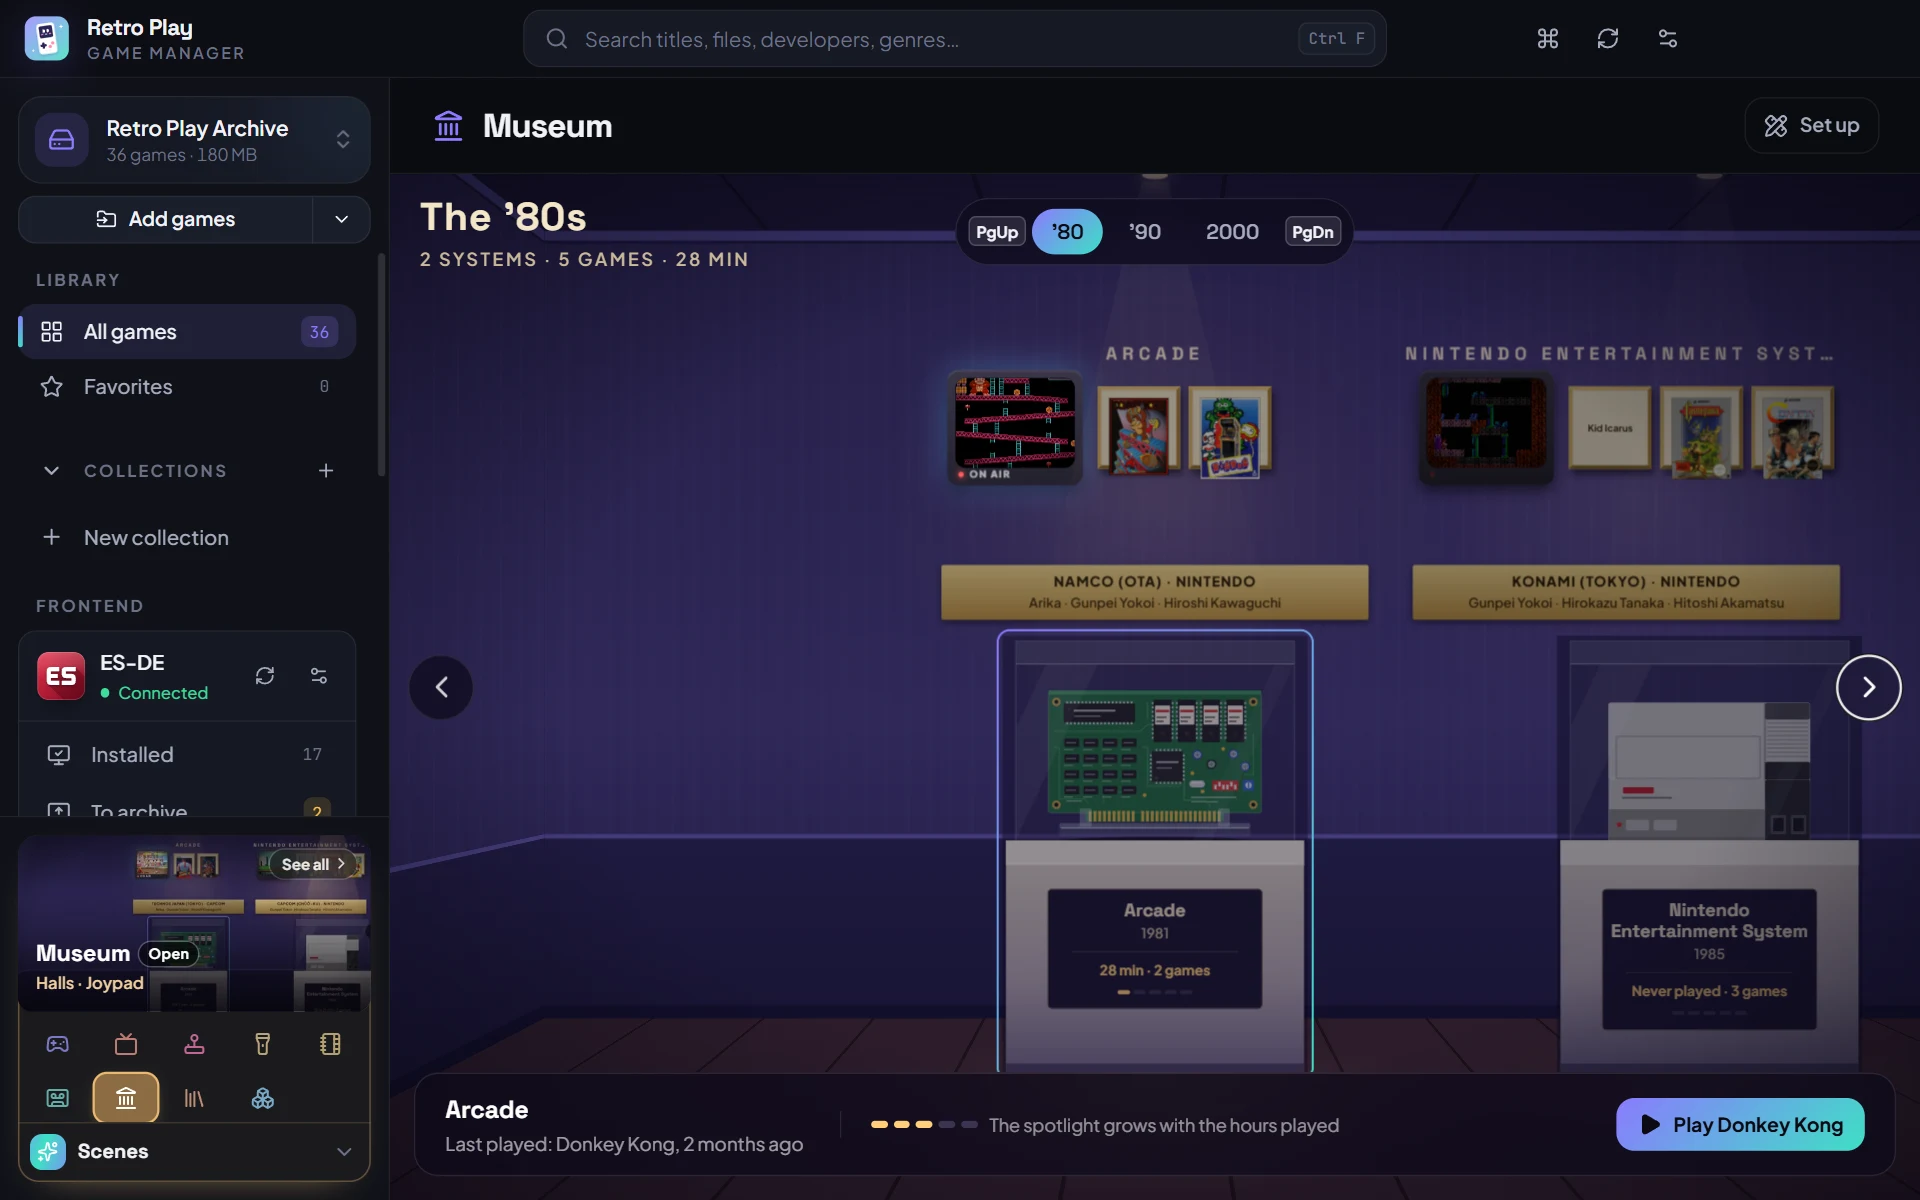 Retro Play
GAME MANAGER
Search titles, files, developers, genres...
Ctrl F
Retro Play Archive
36 games · 180 MB
Add games
LIBRARY
All games
36
Favorites
0
COLLECTIONS
New collection
FRONTEND
ES
ES-DE
Connected
Installed
17
To archive
2
See all
Museum
Open
Halls · Joypad
Scenes
Museum
Set up
The ’80s
2 SYSTEMS · 5 GAMES · 28 MIN
PgUp
’80
’90
2000
PgDn
ARCADE
ON AIR
NINTENDO ENTERTAINMENT SYST...
Kid Icarus
NAMCO (OTA) · NINTENDO
Arika · Gunpei Yokoi · Hiroshi Kawaguchi
KONAMI (TOKYO) · NINTENDO
Gunpei Yokoi · Hirokazu Tanaka · Hitoshi Akamatsu
Arcade
1981
28 min · 2 games
Nintendo
Entertainment System
1985
Never played · 3 games
Arcade
Last played: Donkey Kong, 2 months ago
The spotlight grows with the hours played
Play Donkey Kong